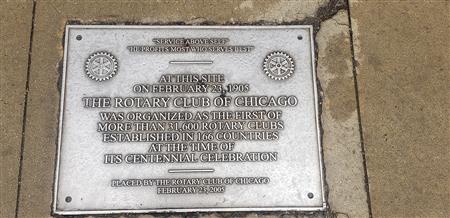 "SERVICE ABOVE SELF"
"HE PROFITS MOST WHO SERVES BEST"
AT THIS SITE
ON FEBRUARY 23, 1905
THE ROTARY CLUB OF CHICAGO
WAS ORGANIZED AS THE FIRST OF
MORE THAN 31,600 ROTARY CLUBS
ESTABLISHED IN 166 COUNTRIES
AT THE TIME OF
ITS CENTENNIAL CELEBRATION
PLACED BY THE ROTARY CLUB OF CHICAGO
FEBRUARY 23, 2005